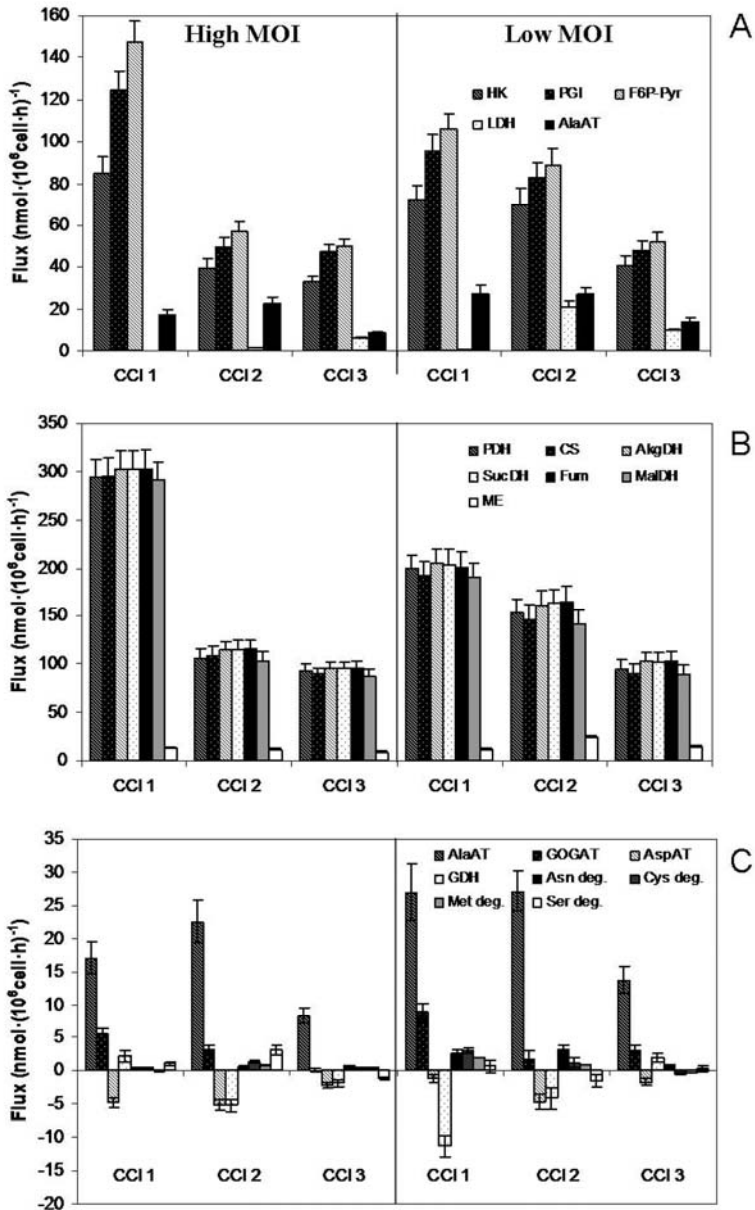 A
High MOI
Low MOI
160
140
120
100
80
60
40
20
0
Flux (nmol·(10⁶cell·h)⁻¹
HK PGI F6P-Pyr
LDH AlaAT
CCI 1 CCI 2 CCI 3 CCI 1 CCI 2 CCI 3
B
350
300
250
200
150
100
50
0
Flux (nmol·(10⁶cell·h)⁻¹
PDH CS AkgDH
SucDH Fum MalDH
ME
CCI 1 CCI 2 CCI 3 CCI 1 CCI 2 CCI 3
C
35
30
25
20
15
10
5
0
-5
-10
-15
-20
Flux (nmol·(10⁶cell·h)⁻¹
AlaAT GOGAT AspAT
GDH Asn deg. Cys deg.
Met deg. Ser deg.
CCI 1 CCI 2 CCI 3 CCI 1 CCI 2 CCI 3